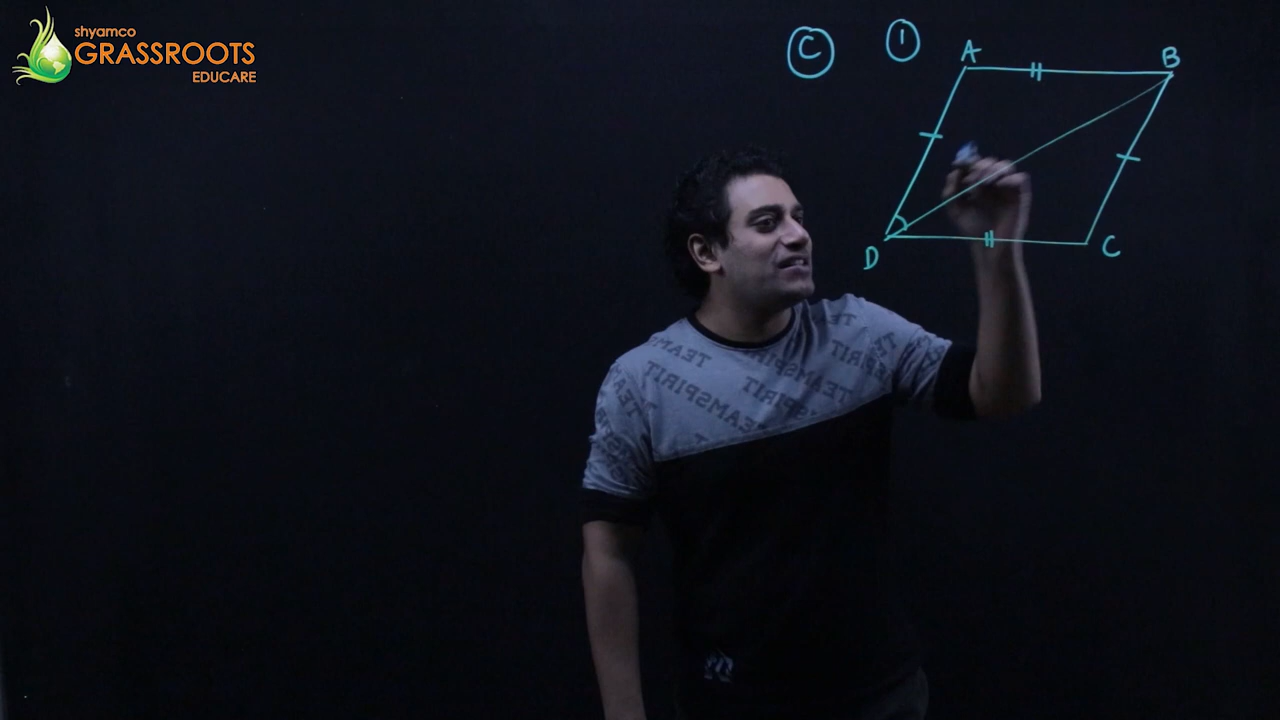 shyamco
GRASSROOTS
EDUCARE
C 1
A B
D C
TEAMSPIRIT